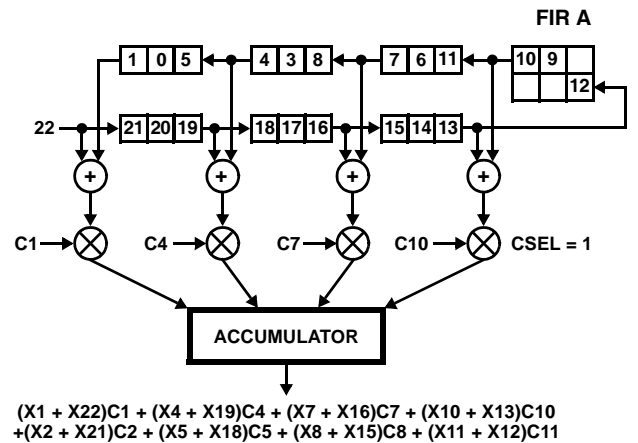 FIR A
1 0 5 4 3 8 7 6 11 10 9
12
22 21 20 19 18 17 16 15 14 13
+ + + +
C1 C4 C7 C10 CSEL = 1
ACCUMULATOR
(X1 + X22)C1 + (X4 + X19)C4 + (X7 + X16)C7 + (X10 + X13)C10
+(X2 + X21)C2 + (X5 + X18)C5 + (X8 + X15)C8 + (X11 + X12)C11